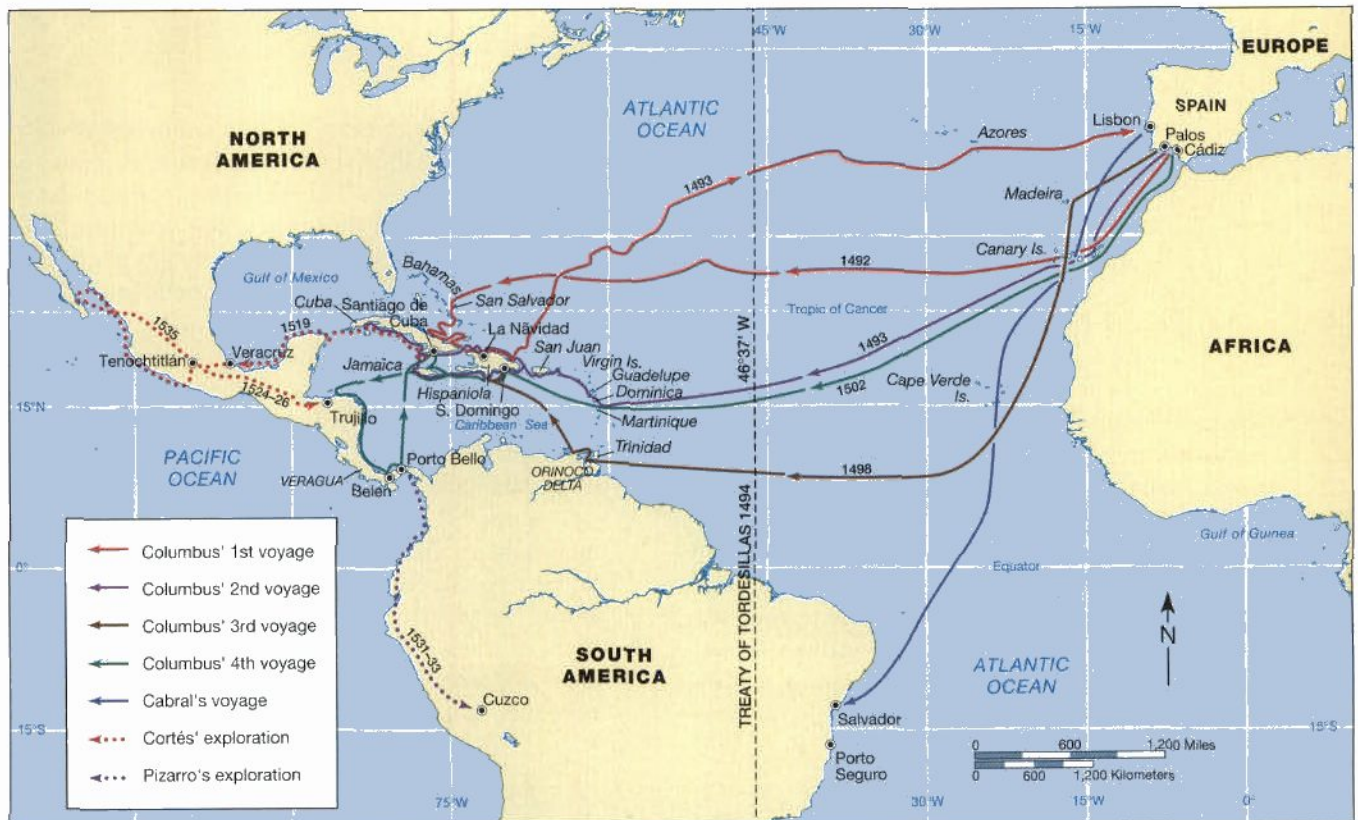 45°W
15°W
EUROPE
ATLANTIC
OCEAN
SPAIN
Lisbon
Palos
Cádiz
Azores
NORTH
AMERICA
1493
Madeira
Canary Is.
Gulf of Mexico
Bahamas
1492
Cuba
Santiago de
Cuba
San Salvador
Tropic of Cancer
1535
1519
La Năvidad
46°37' W
Tenochtitlán
Veracruz
San Juan
1493
AFRICA
Jamaica
Virgin Is.
Guadelupe
1502
Cape Verde
Is.
1524–26
Hispaniola
Dominica
15°N
S. Domingo
Trujillo
Caribbean Sea
Martinique
PACIFIC
OCEAN
Porto Bello
Trinidad
VERAGUA
Belén
ORINOCO
DELTA
1498
Gulf of Guinea
Columbus' 1st voyage
0°
Equator
Columbus' 2nd voyage
TREATY OF TORDESILLAS 1494
Columbus' 3rd voyage
1531–33
SOUTH
AMERICA
N
Columbus' 4th voyage
ATLANTIC
OCEAN
Cabral's voyage
Cuzco
Salvador
15°S
15°S
Cortés' exploration
Porto
Seguro
0 600 1,200 Miles
Pizarro's exploration
0 600 1,200 Kilometers
75°W
30°W
15°W
0°